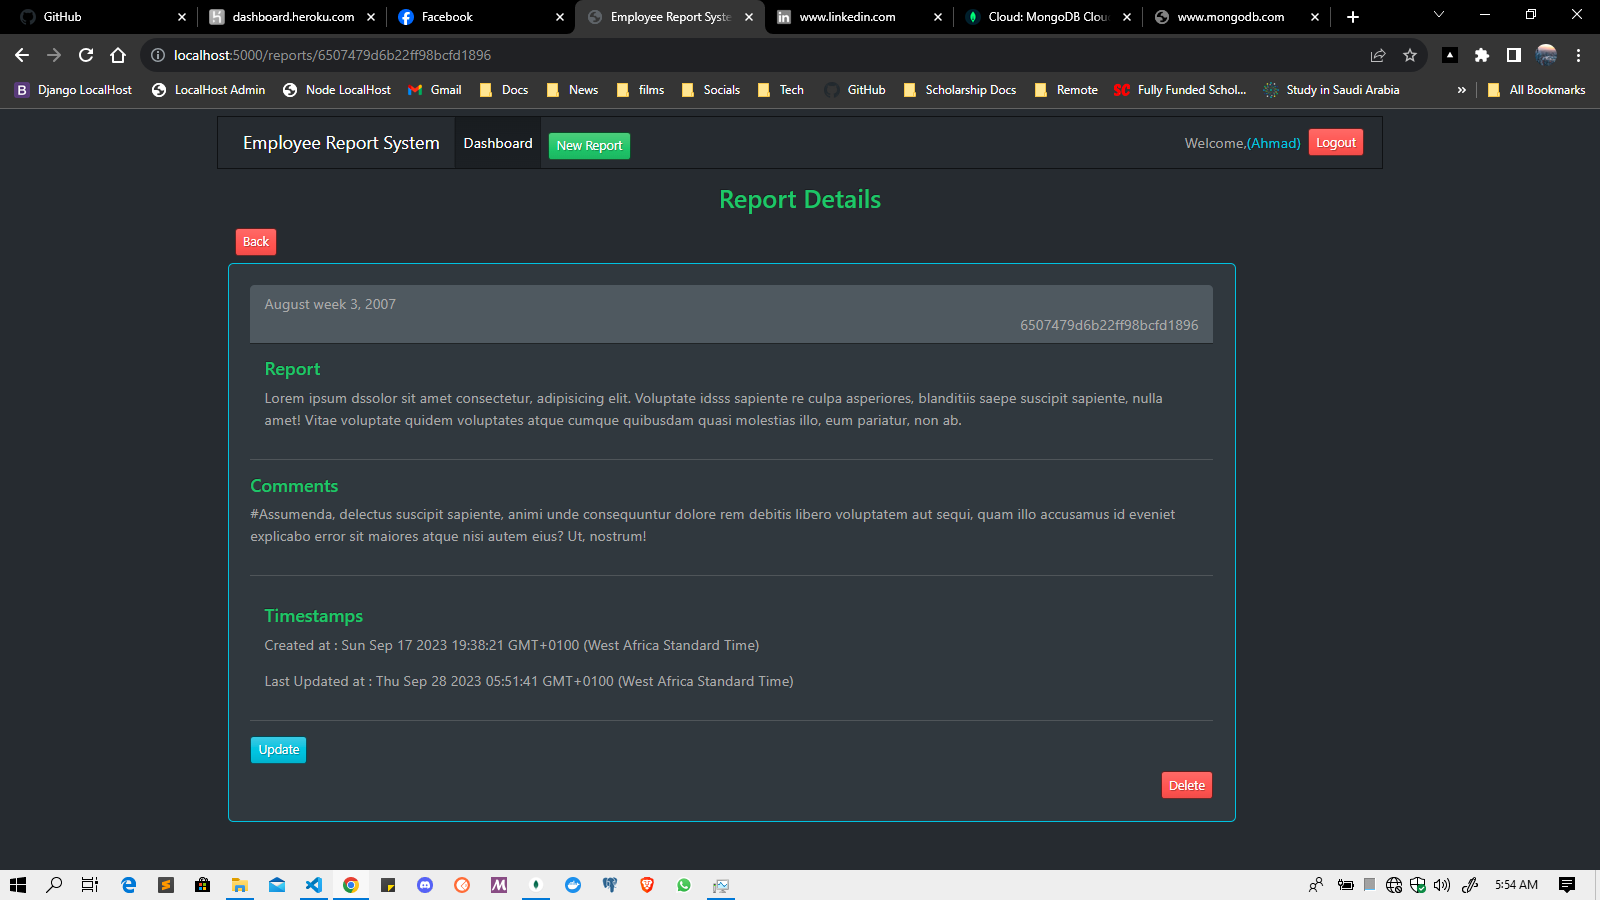 GitHub
dashboard.heroku.com
Facebook
Employee Report Syste
www.linkedin.com
Cloud: MongoDB Clou
www.mongodb.com
localhost:5000/reports/6507479d6b22ff98bcfd1896
Django LocalHost
LocalHost Admin
Node LocalHost
Gmail
Docs
News
films
Socials
Tech
GitHub
Scholarship Docs
Remote
SC
Fully Funded Schol...
Study in Saudi Arabia
»
All Bookmarks
Employee Report System
Dashboard
New Report
Welcome,(Ahmad)
Logout
Report Details
Back
August week 3, 2007
6507479d6b22ff98bcfd1896
Report
Lorem ipsum dssolor sit amet consectetur, adipisicing elit. Voluptate idsss sapiente re culpa asperiores, blanditiis saepe suscipit sapiente, nulla
amet! Vitae voluptate quidem voluptates atque cumque quibusdam quasi molestias illo, eum pariatur, non ab.
Comments
#Assumenda, delectus suscipit sapiente, animi unde consequuntur dolore rem debitis libero voluptatem aut sequi, quam illo accusamus id eveniet
explicabo error sit maiores atque nisi autem eius? Ut, nostrum!
Timestamps
Created at : Sun Sep 17 2023 19:38:21 GMT+0100 (West Africa Standard Time)
Last Updated at : Thu Sep 28 2023 05:51:41 GMT+0100 (West Africa Standard Time)
Update
Delete
5:54 AM